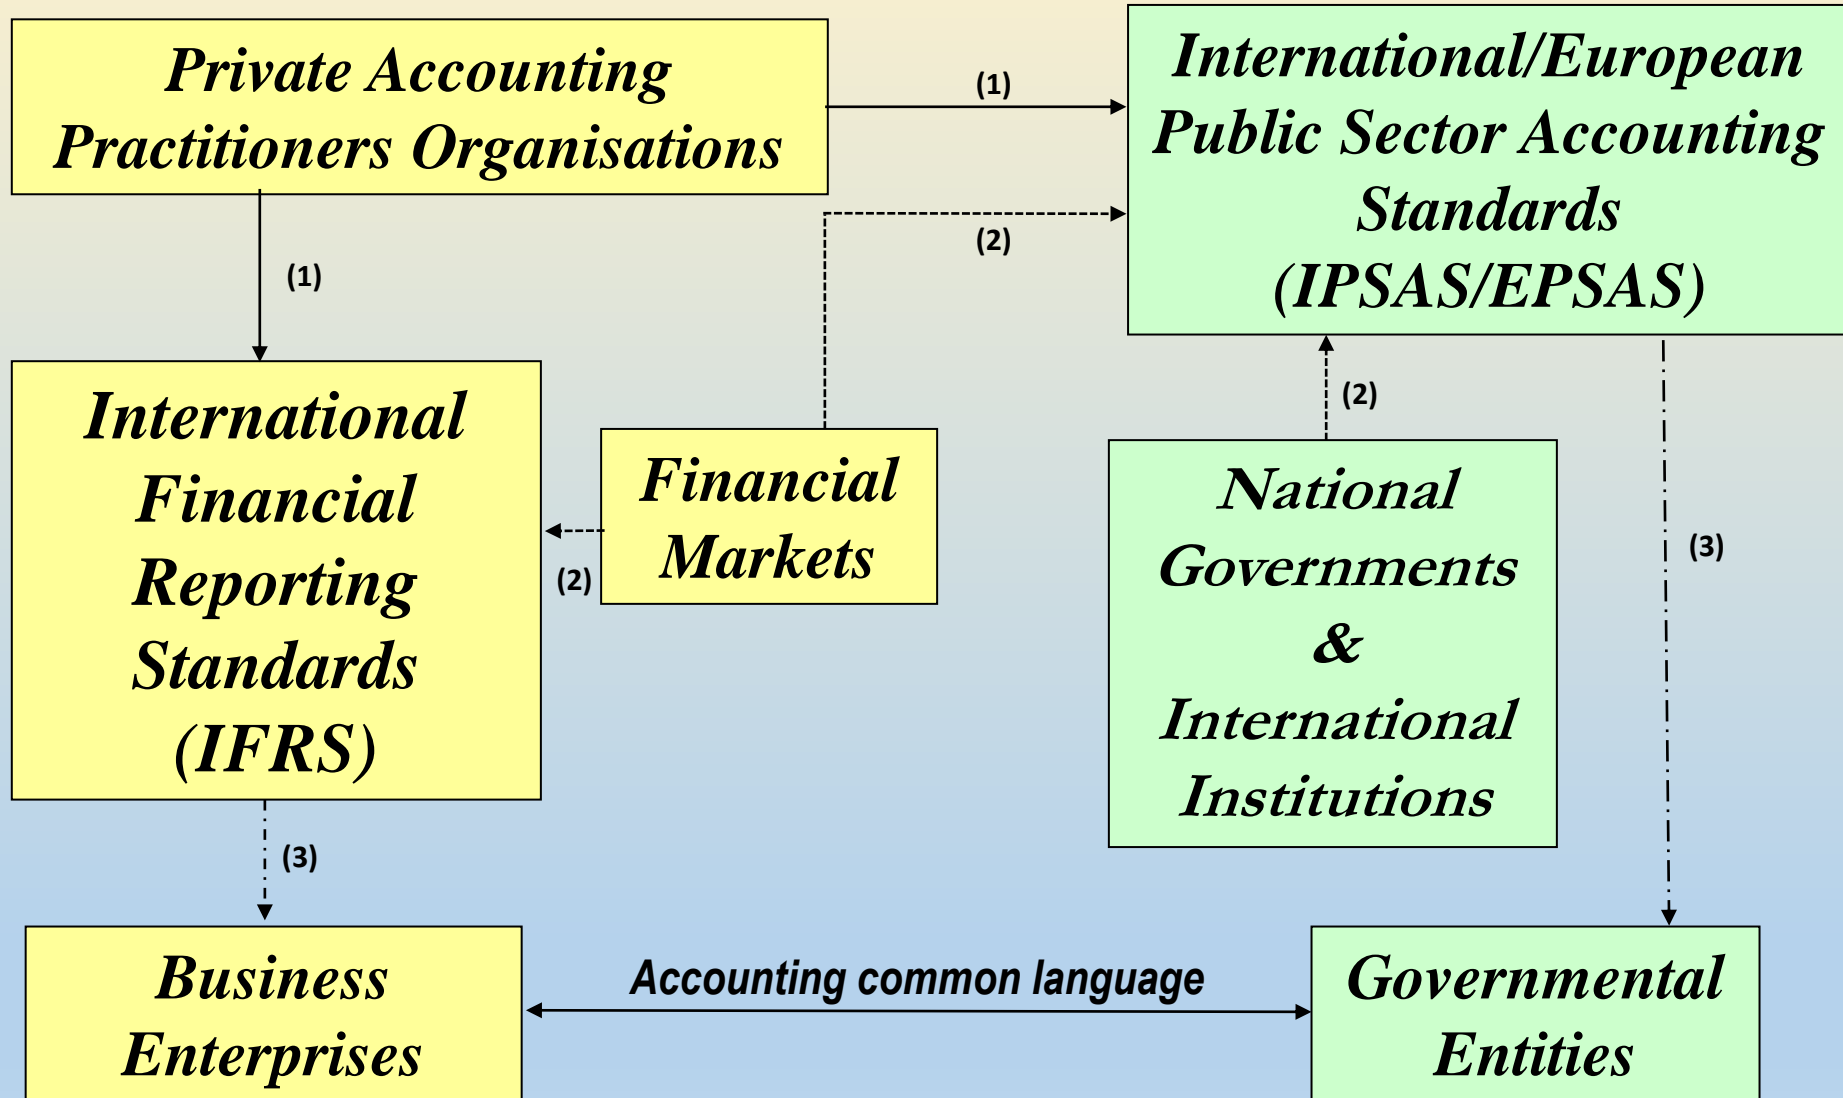 Private Accounting
Practitioners Organisations
(1)
International/European
Public Sector Accounting
Standards
(IPSAS/EPSAS)
(2)
(1)
International
Financial
Reporting
Standards
(IFRS)
(2)
Financial
Markets
(2)
National
Governments
&
International
Institutions
(3)
(3)
Business
Enterprises
Accounting common language
Governmental
Entities